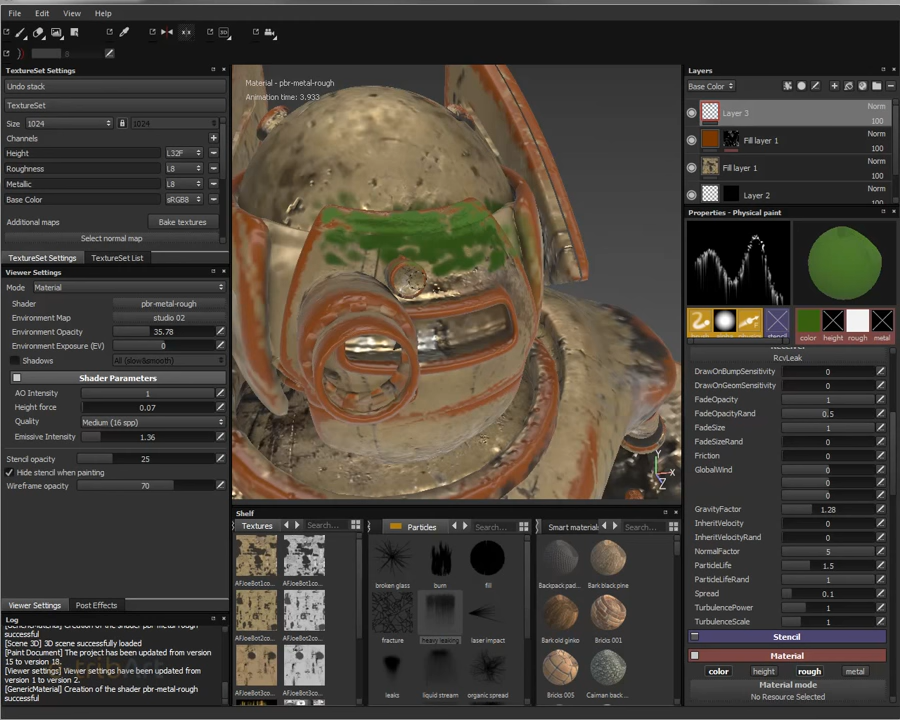 File Edit View Help
TextureSet Settings
Undo stack
TextureSet
Size 1024 1024
Channels
Height L32F
Roughness L8
Metallic L8
Base Color sRGB8
Additional maps Bake textures
Select normal map
TextureSet Settings TextureSet List
Viewer Settings
Mode Material
Shader pbr-metal-rough
Environment Map studio 02
Environment Opacity 35.78
Environment Exposure (EV) 0
Shadows All (slow&smooth)
Shader Parameters
AO Intensity 1
Height force 0.07
Quality Medium (16 spp)
Emissive Intensity 1.36
Stencil opacity 25
Hide stencil when painting
Wireframe opacity 70
Viewer Settings Post Effects
Log
successful
[Scene 3D] 3D scene successfully loaded
[Paint Document] The project has been updated from version
15 to version 18.
[Viewer settings] Viewer settings have been updated from
version 1 to version 2.
[GenericMaterial] Creation of the shader pbr-metal-rough
successful
Material - pbr-metal-rough
Animation time: 3.933
Y
X
Z
Shelf
Textures Search...
AFJoeBot1co... AFJoeBot1co...
AFJoeBot2co... AFJoeBot2co...
AFJoeBot3co... AFJoeBot3co...
Particles Search...
broken glass burn fill
fracture heavy leaking laser impact
leaks liquid stream organic spread
Smart materials Search...
Backpack pad... Bark black pine
Bark old ginko Bricks 001
Bricks 005 Caiman back...
Layers
Base Color
Layer 3 Norm
100
Fill layer 1 Norm
100
Fill layer 1 Norm
100
Layer 2 Norm
100
Properties - Physical paint
stencil
color height rough metal
RcvLeak
DrawOnBumpSensitivity 0
DrawOnGeomSensitivity 0
FadeOpacity 1
FadeOpacityRand 0.5
FadeSize 1
FadeSizeRand 0
Friction 0
GlobalWind 0
0
0
GravityFactor 1.28
InheritVelocity 0
InheritVelocityRand 0
NormalFactor 5
ParticleLife 1.5
ParticleLifeRand 1
Spread 0.1
TurbulencePower 1
TurbulenceScale 1
Stencil
Material
color height rough metal
Material mode
No Resource Selected